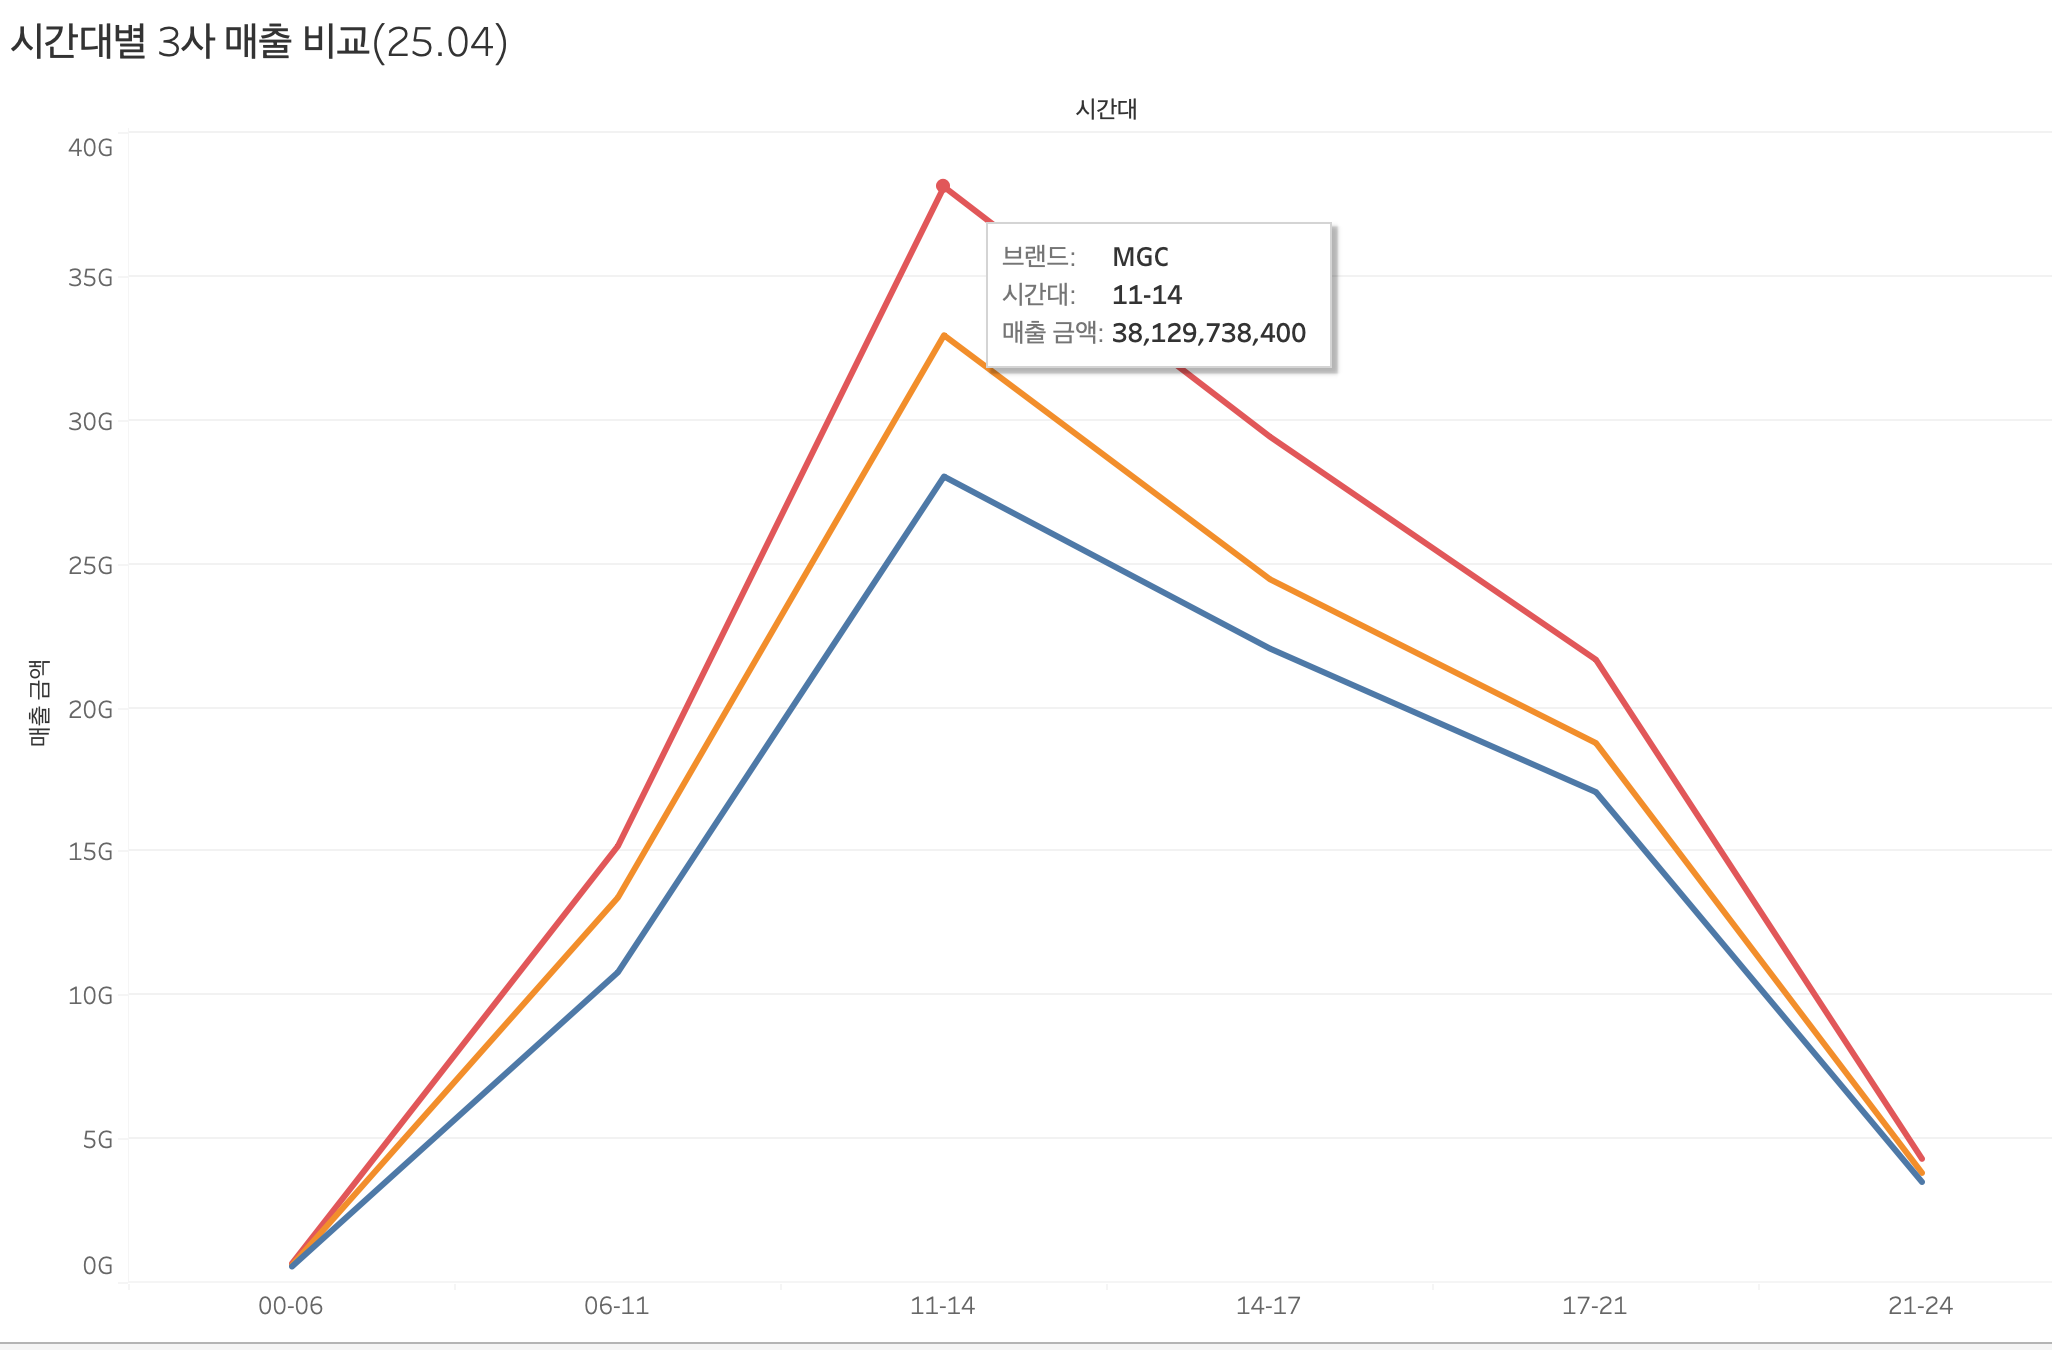 시간대별 3사 매출 비교(25.04)
시간대
40G
35G
30G
25G
20G
15G
10G
5G
0G
매출 금액
브랜드: MGC
시간대: 11-14
매출 금액: 38,129,738,400
00-06 06-11 11-14 14-17 17-21 21-24